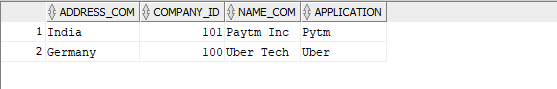 ADDRESS_COM COMPANY_ID NAME_COM APPLICATION
1 India 101 Paytm Inc Pytm
2 Germany 100 Uber Tech Uber